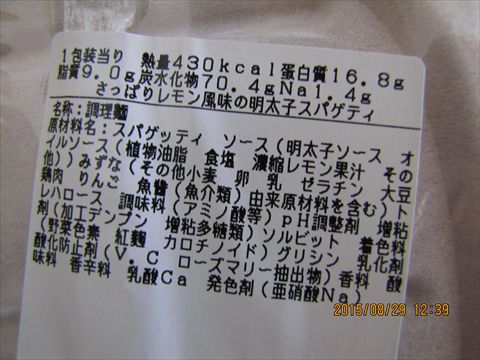 1包装当り 熱量430kcal蛋白質16.8g
脂質9.0g炭水化物70.4gNa1.4g
さっぱりレモン風味の明太子スパゲティ
名称:調理麺
原材料名:スパゲッティ ソース(明太子ソース オ
イルソース(植物油脂 食塩 濃縮レモン果汁 その
他))みずな(その他小麦 卵 乳 ゼラチン 大豆
鶏肉 りんご 魚醬(魚介類)由来原材料を含む)ト
レハロース 調味料(アミノ酸等)pH調整剤 糊料
剤(加工デンプン 増粘多糖類)ソルビット 着色料
(野菜色素 紅麹 カロチノイド)グリシン 乳化剤
酸化防止剤(V.C ローズマリー抽出物)香料 酸
味料 香辛料 乳酸Ca 発色剤(亜硝酸Na)
2015/09/29 12:39